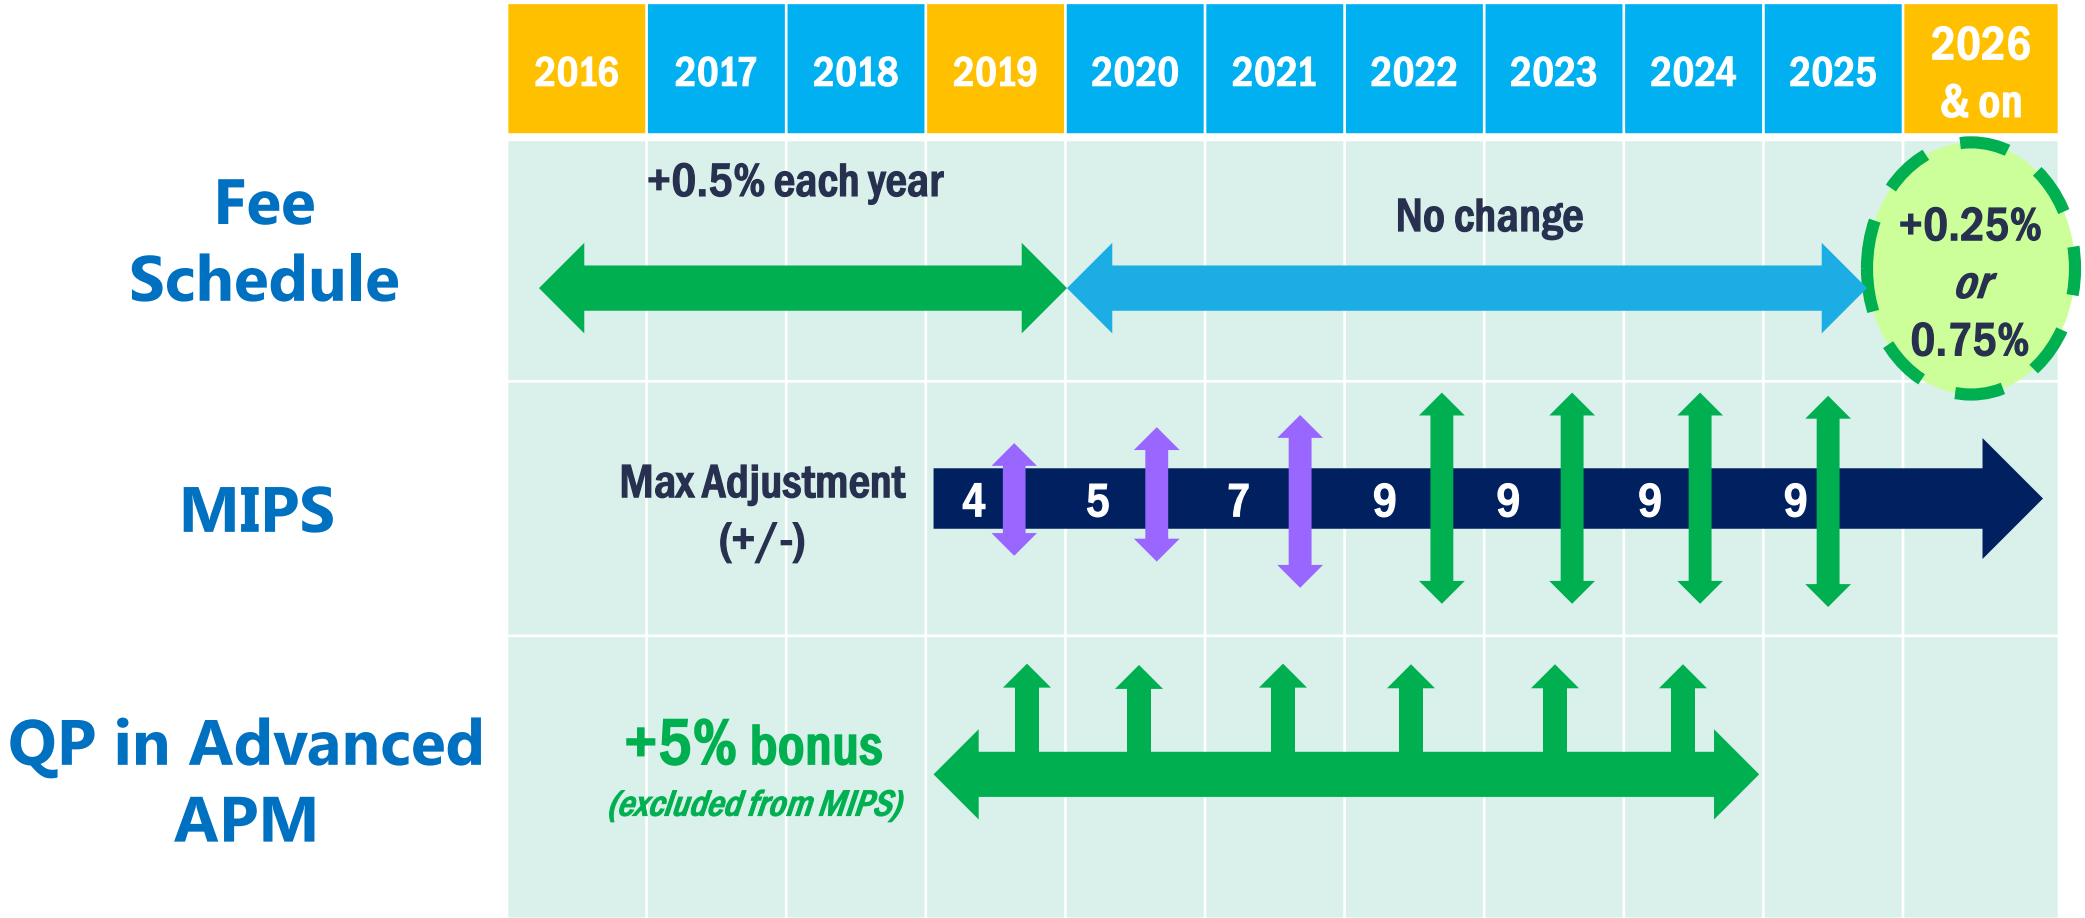 2016 2017 2018 2019 2020 2021 2022 2023 2024 2025 2026
& on
Fee
Schedule
+0.5% each year
No change
+0.25%
or
0.75%
MIPS
Max Adjustment
(+/-)
4 5 7 9 9 9 9
QP in Advanced
APM
+5% bonus
(excluded from MIPS)